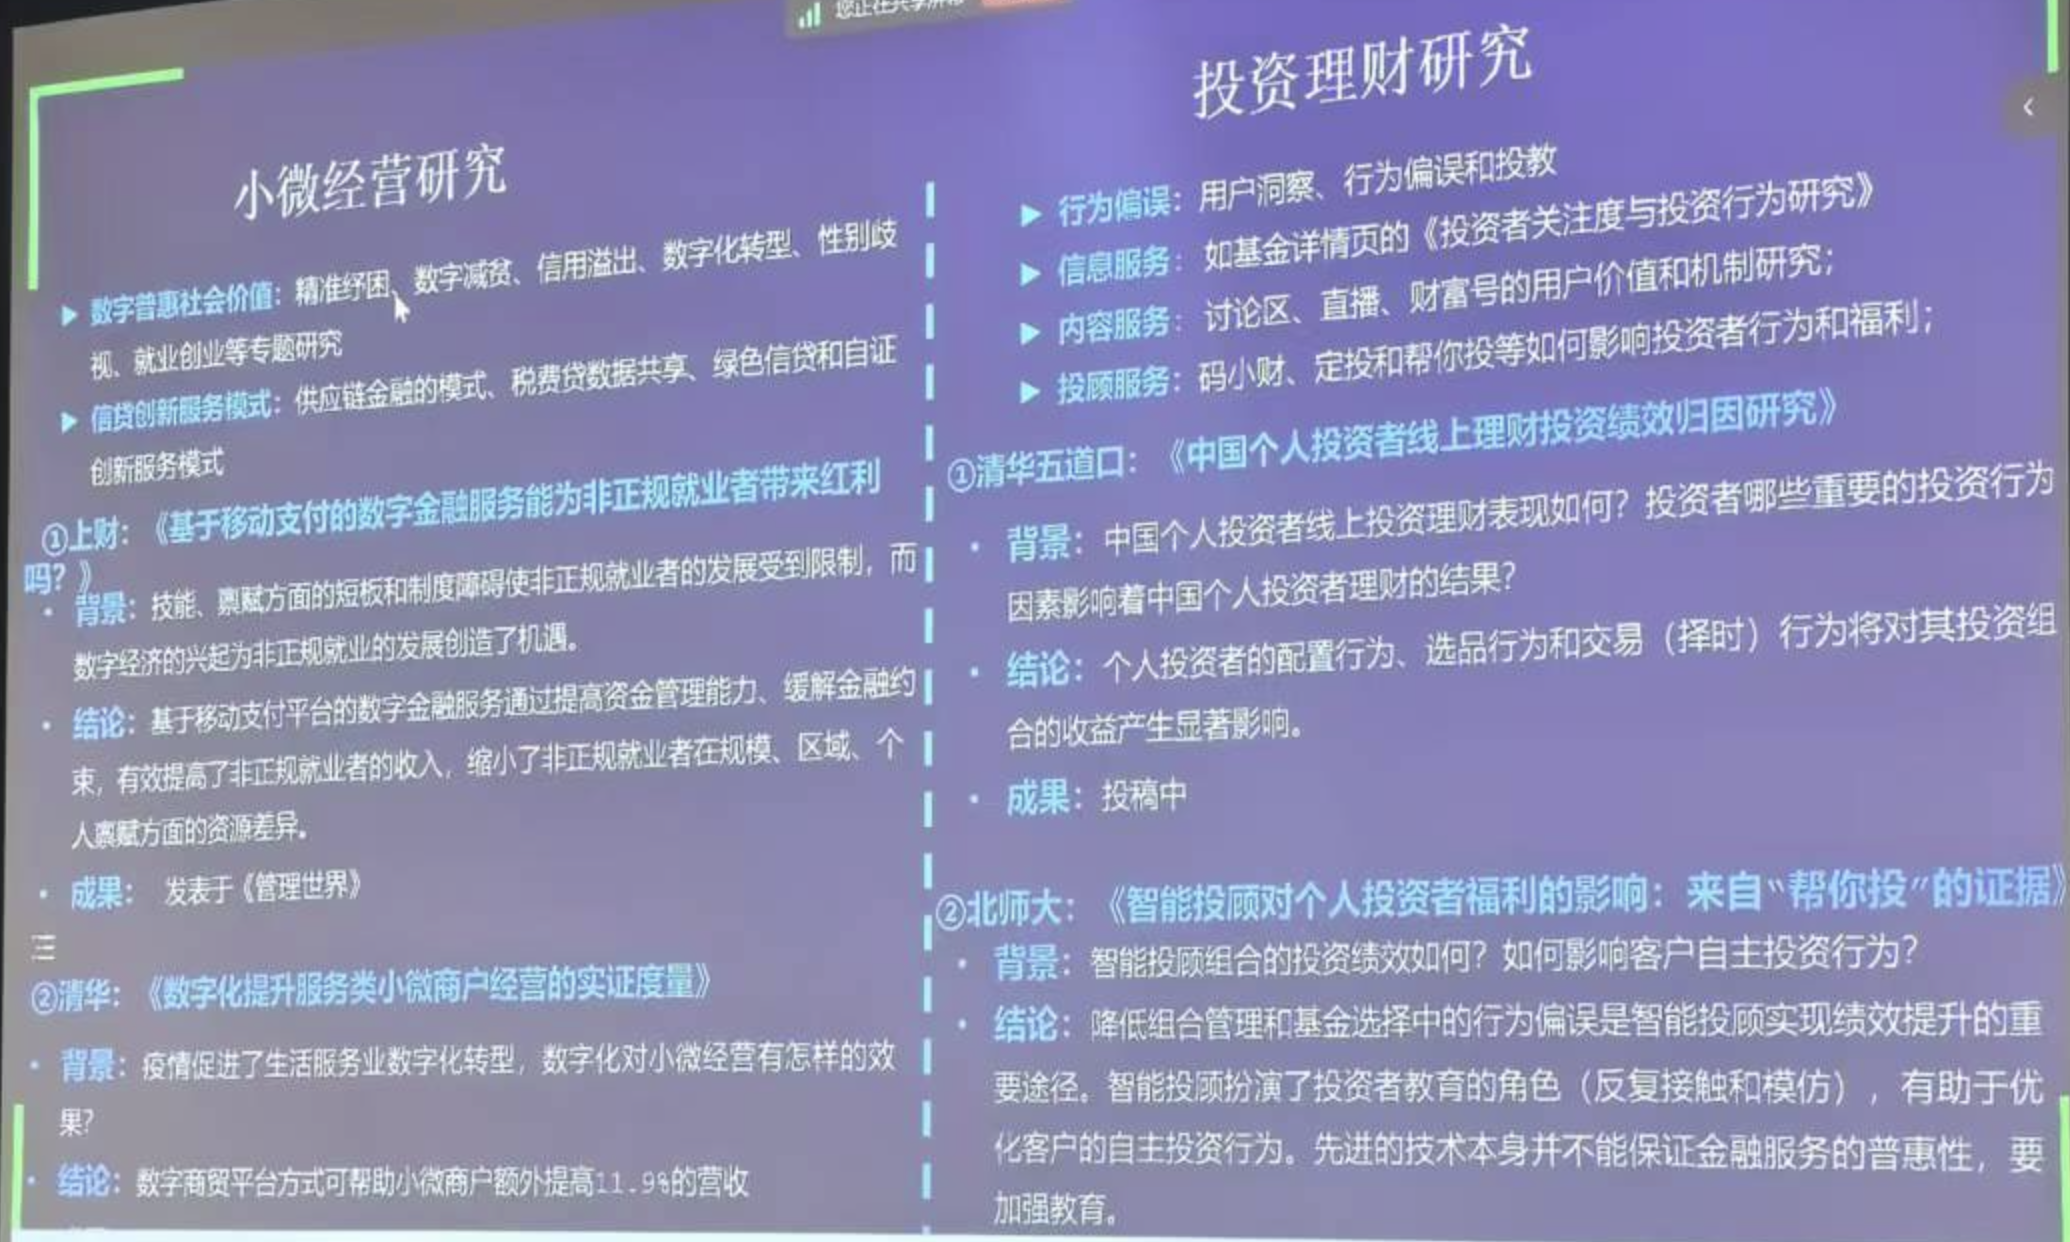 您正在共享屏幕
小微经营研究
▶ 数字普惠社会价值：精准纾困、数字减贫、信用溢出、数字化转型、性别歧
视、就业创业等专题研究
▶ 信贷创新服务模式：供应链金融的模式、税费贷数据共享、绿色信贷和自证
创新服务模式
①上财：《基于移动支付的数字金融服务能为非正规就业者带来红利
吗？》
• 背景：技能、禀赋方面的短板和制度障碍使非正规就业者的发展受到限制，而
数字经济的兴起为非正规就业的发展创造了机遇。
• 结论：基于移动支付平台的数字金融服务通过提高资金管理能力、缓解金融约
束，有效提高了非正规就业者的收入，缩小了非正规就业者在规模、区域、个
人禀赋方面的资源差异。
• 成果： 发表于《管理世界》
②清华：《数字化提升服务类小微商户经营的实证度量》
• 背景：疫情促进了生活服务业数字化转型，数字化对小微经营有怎样的效
果？
• 结论：数字商贸平台方式可帮助小微商户额外提高11.9%的营收
投资理财研究
▶ 行为偏误：用户洞察、行为偏误和投教
▶ 信息服务：如基金详情页的《投资者关注度与投资行为研究》
▶ 内容服务：讨论区、直播、财富号的用户价值和机制研究；
▶ 投顾服务：码小财、定投和帮你投等如何影响投资者行为和福利；
①清华五道口：《中国个人投资者线上理财投资绩效归因研究》
• 背景：中国个人投资者线上投资理财表现如何？投资者哪些重要的投资行为
因素影响着中国个人投资者理财的结果？
• 结论：个人投资者的配置行为、选品行为和交易（择时）行为将对其投资组
合的收益产生显著影响。
• 成果：投稿中
②北师大：《智能投顾对个人投资者福利的影响：来自“帮你投”的证据》
• 背景：智能投顾组合的投资绩效如何？如何影响客户自主投资行为？
• 结论：降低组合管理和基金选择中的行为偏误是智能投顾实现绩效提升的重
要途径。智能投顾扮演了投资者教育的角色（反复接触和模仿），有助于优
化客户的自主投资行为。先进的技术本身并不能保证金融服务的普惠性，要
加强教育。